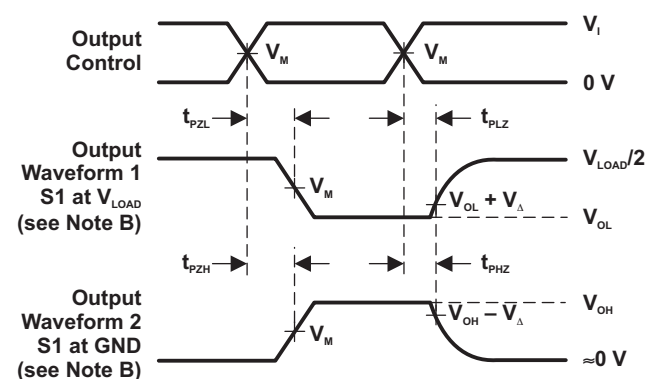 Output
Control
V_M
V_M
V_I
0 V
t_PZL
t_PLZ
Output
Waveform 1
S1 at V_LOAD
(see Note B)
V_M
V_OL + V_Δ
V_LOAD/2
V_OL
t_PZH
t_PHZ
Output
Waveform 2
S1 at GND
(see Note B)
V_M
V_OH – V_Δ
V_OH
≈0 V